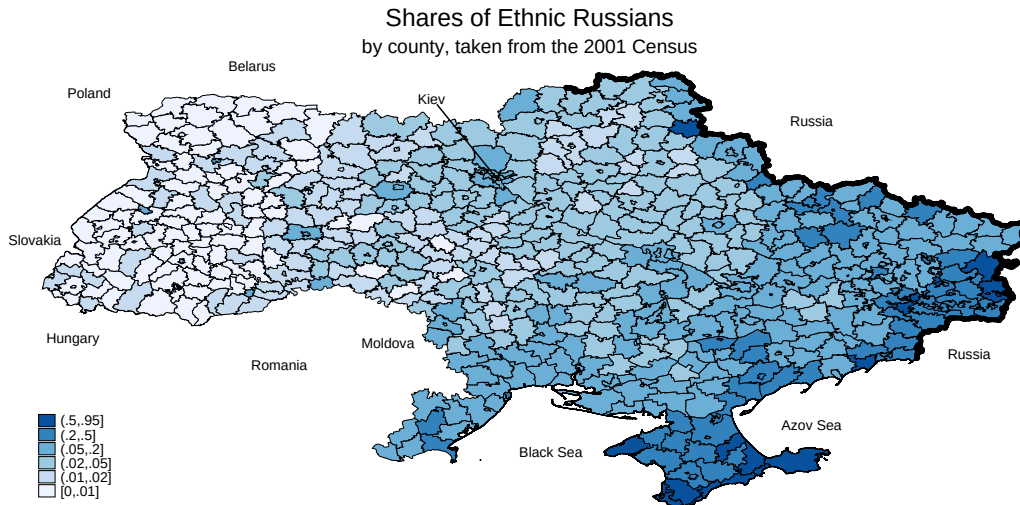 Shares of Ethnic Russians
by county, taken from the 2001 Census
Belarus
Poland
Kiev
Russia
Slovakia
Hungary
Moldova
Romania
Russia
Azov Sea
Black Sea
(.5,.95]
(.2,.5]
(.05,.2]
(.02,.05]
(.01,.02]
[0,.01]